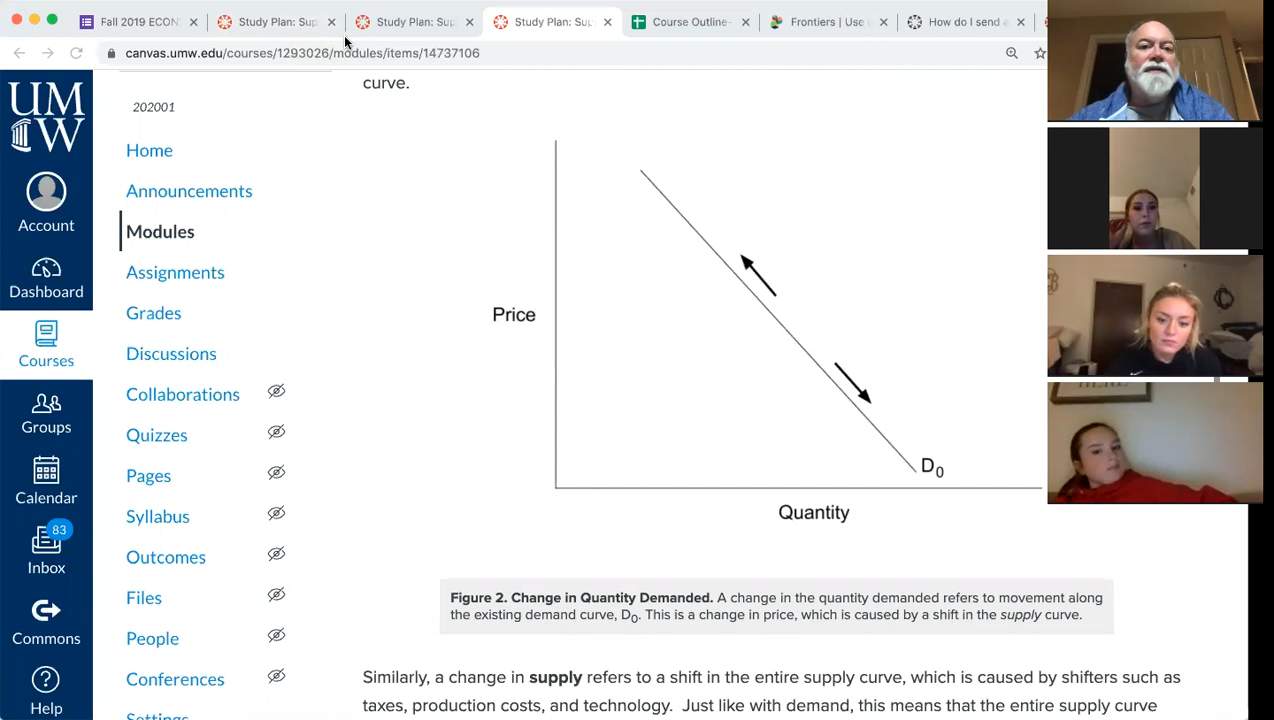 Fall 2019 ECON
Study Plan: Sup
Study Plan: Sup
Study Plan: Sup
Course Outline-
Frontiers | Use
How do I send a
canvas.umw.edu/courses/1293026/modules/items/14737106
UMW
Account
Dashboard
Courses
Groups
Calendar
83
Inbox
Commons
Help
202001
Home
Announcements
Modules
Assignments
Grades
Discussions
Collaborations
Quizzes
Pages
Syllabus
Outcomes
Files
People
Conferences
Settings
curve.
Price
D0
Quantity
Figure 2. Change in Quantity Demanded. A change in the quantity demanded refers to movement along
the existing demand curve, D0. This is a change in price, which is caused by a shift in the supply curve.
Similarly, a change in supply refers to a shift in the entire supply curve, which is caused by shifters such as
taxes, production costs, and technology. Just like with demand, this means that the entire supply curve